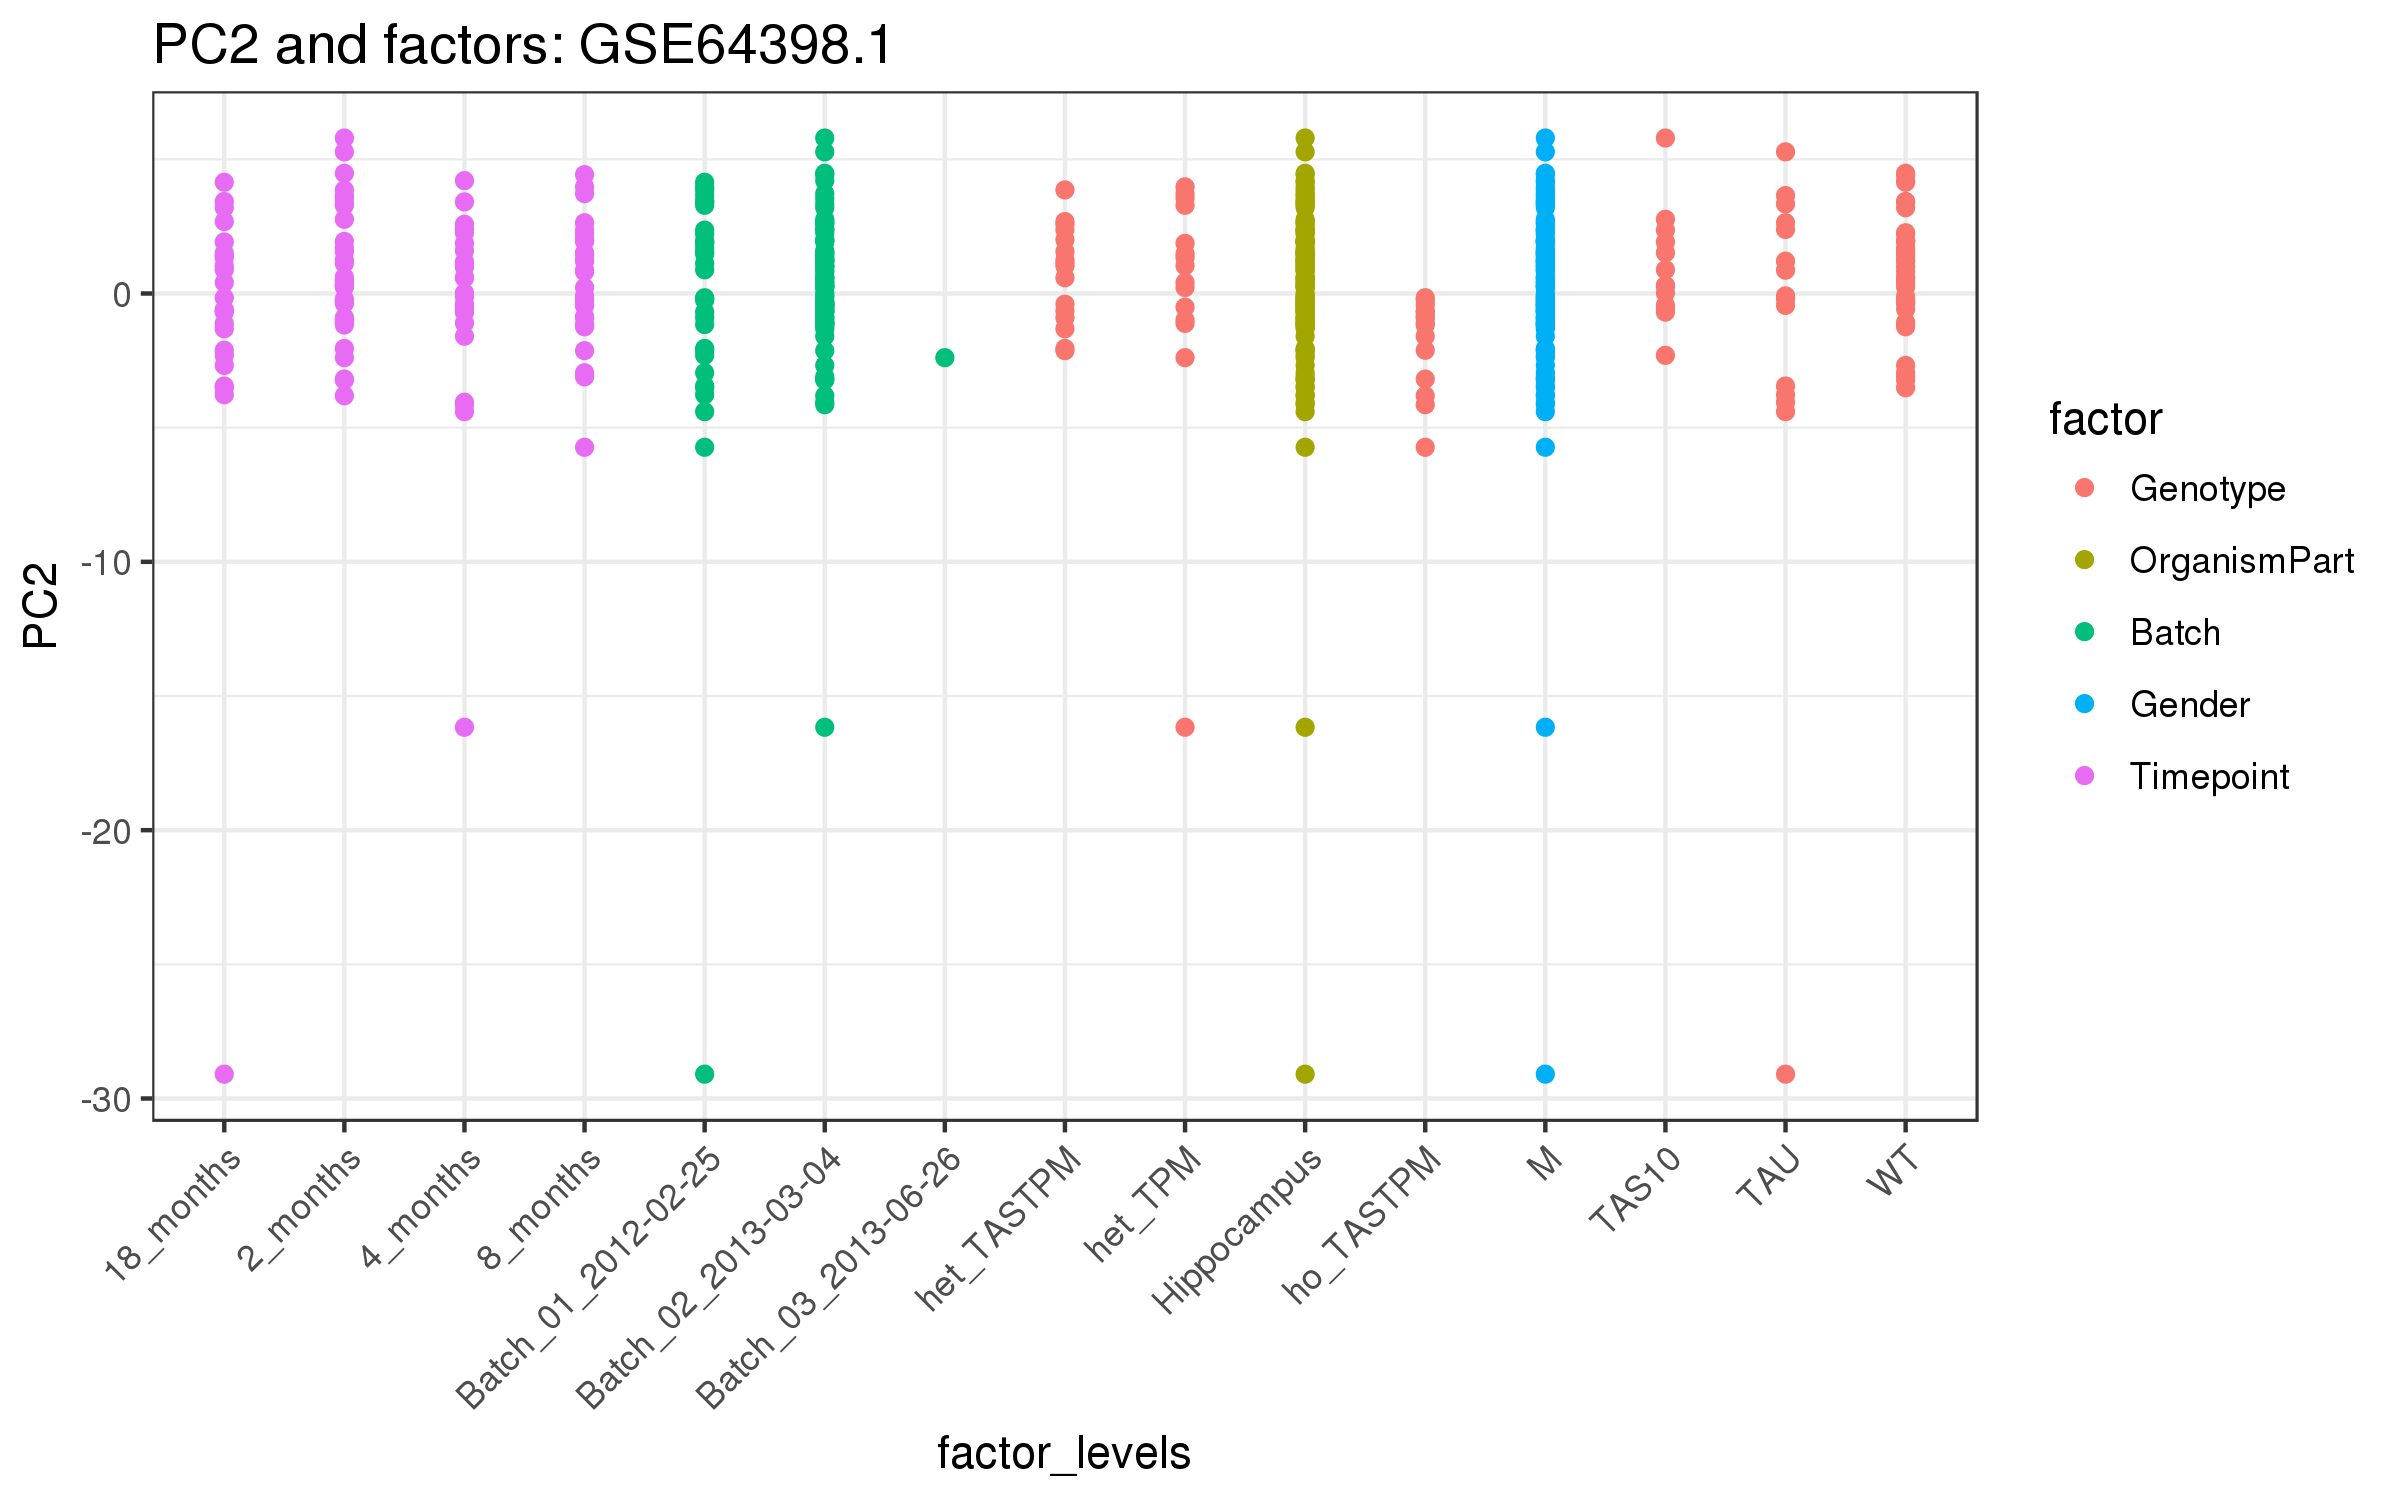 PC2 and factors: GSE64398.1
PC2
0
-10
-20
-30
18_months
2_months
4_months
8_months
Batch_01_2012-02-25
Batch_02_2013-03-04
Batch_03_2013-06-26
het_TASTPM
het_TPM
Hippocampus
ho_TASTPM
M
TAS10
TAU
WT
factor_levels
factor
Genotype
OrganismPart
Batch
Gender
Timepoint